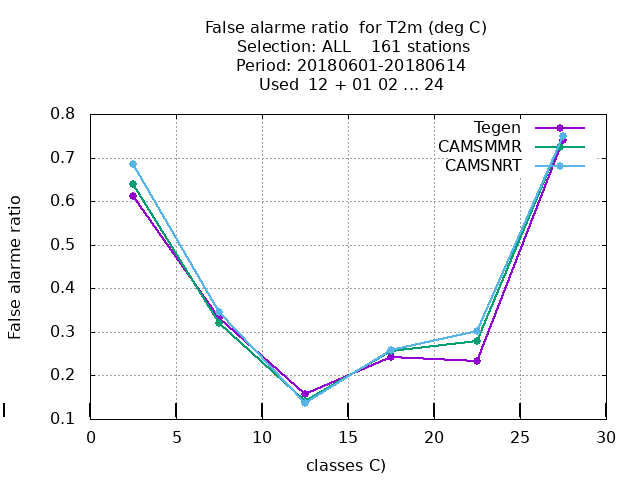 False alarme ratio  for T2m (deg C)
Selection: ALL    161 stations
Period: 20180601-20180614
Used  12 + 01 02 ... 24
Tegen
CAMSMMR
CAMSNRT
False alarme ratio
0.8
0.7
0.6
0.5
0.4
0.3
0.2
0.1
0 5 10 15 20 25 30
classes C)